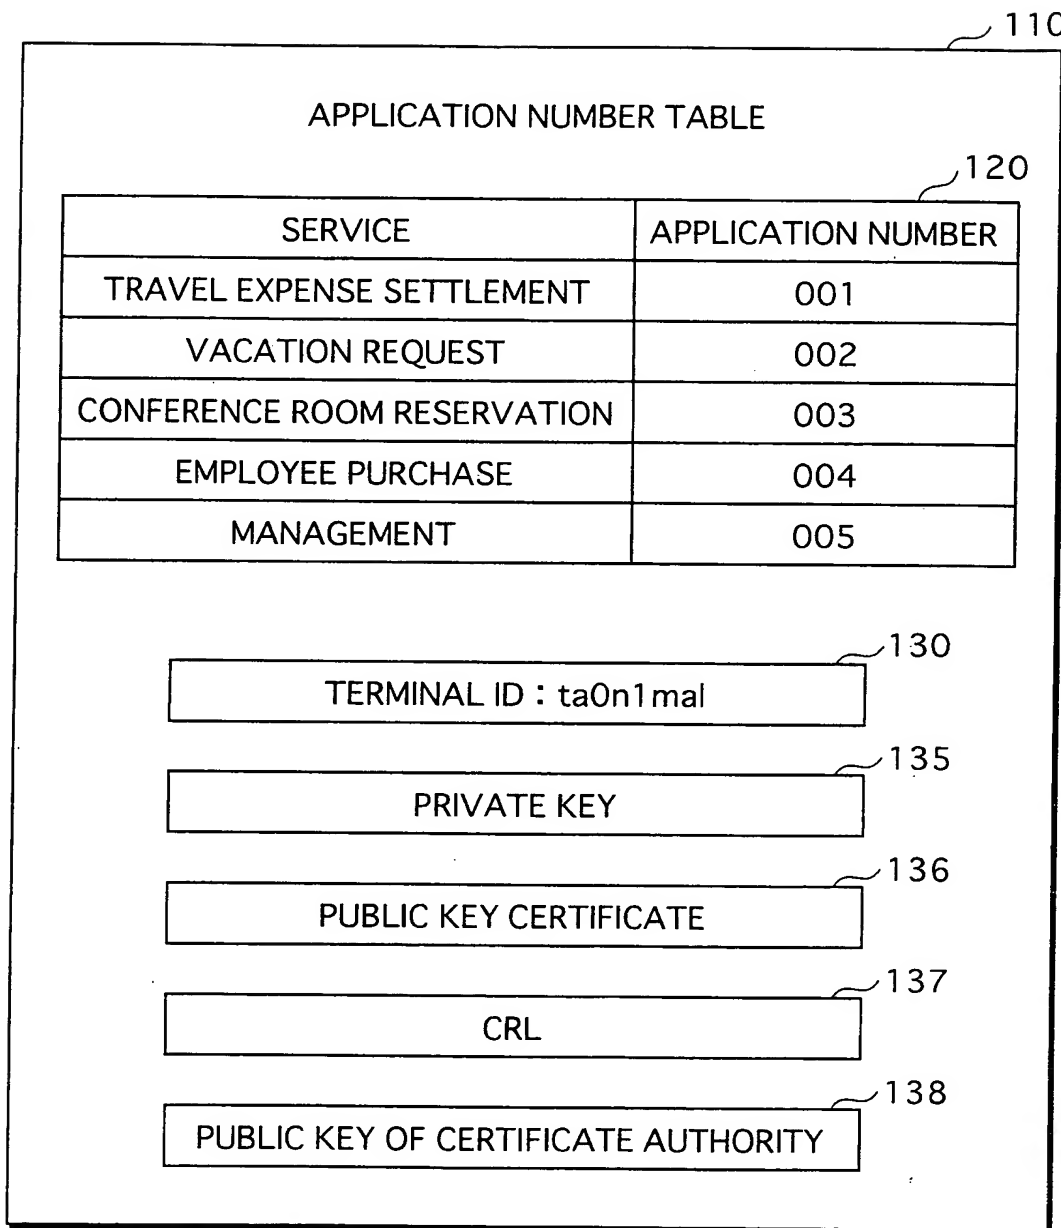 110
APPLICATION NUMBER TABLE
120
SERVICE APPLICATION NUMBER
TRAVEL EXPENSE SETTLEMENT 001
VACATION REQUEST 002
CONFERENCE ROOM RESERVATION 003
EMPLOYEE PURCHASE 004
MANAGEMENT 005
130
TERMINAL ID : ta0n1mal
135
PRIVATE KEY
136
PUBLIC KEY CERTIFICATE
137
CRL
138
PUBLIC KEY OF CERTIFICATE AUTHORITY